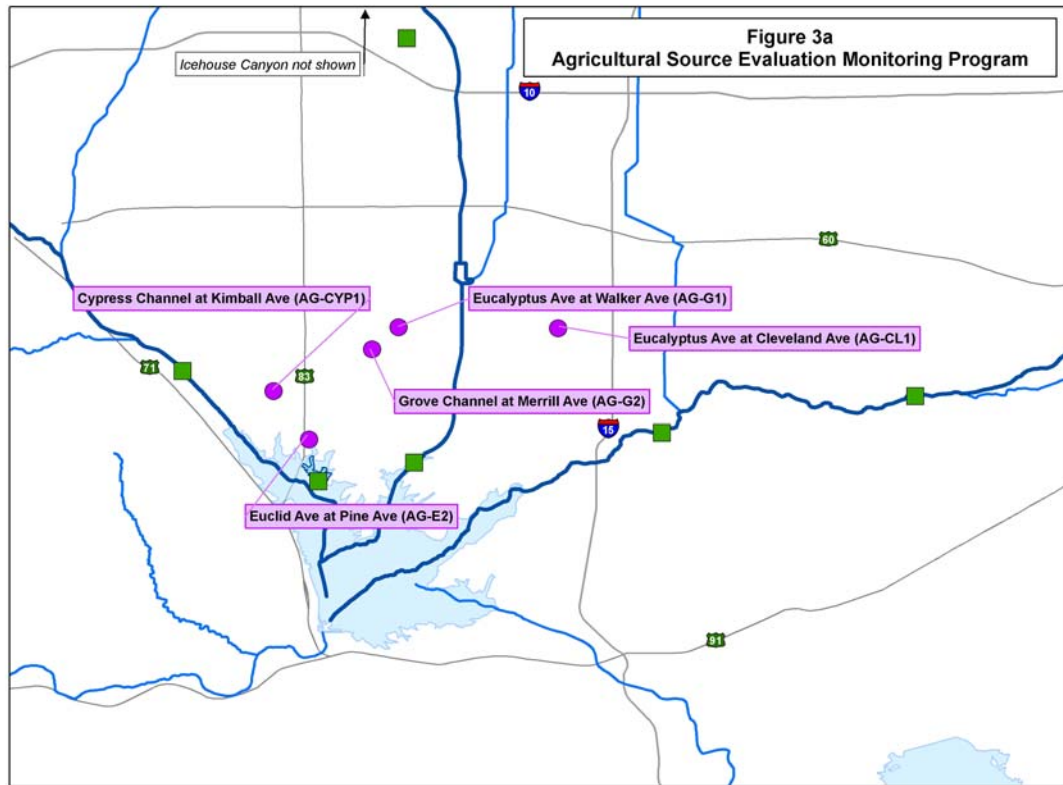 Figure 3a
Agricultural Source Evaluation Monitoring Program
Icehouse Canyon not shown
10
60
Cypress Channel at Kimball Ave (AG-CYP1)
Eucalyptus Ave at Walker Ave (AG-G1)
Eucalyptus Ave at Cleveland Ave (AG-CL1)
71
83
Grove Channel at Merrill Ave (AG-G2)
15
Euclid Ave at Pine Ave (AG-E2)
91